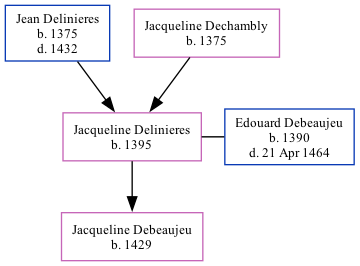 Jean Delinieres
b. 1375
d. 1432
Jacqueline Dechambly
b. 1375
Jacqueline Delinieres
b. 1395
Edouard Debeaujeu
b. 1390
d. 21 Apr 1464
Jacqueline Debeaujeu
b. 1429